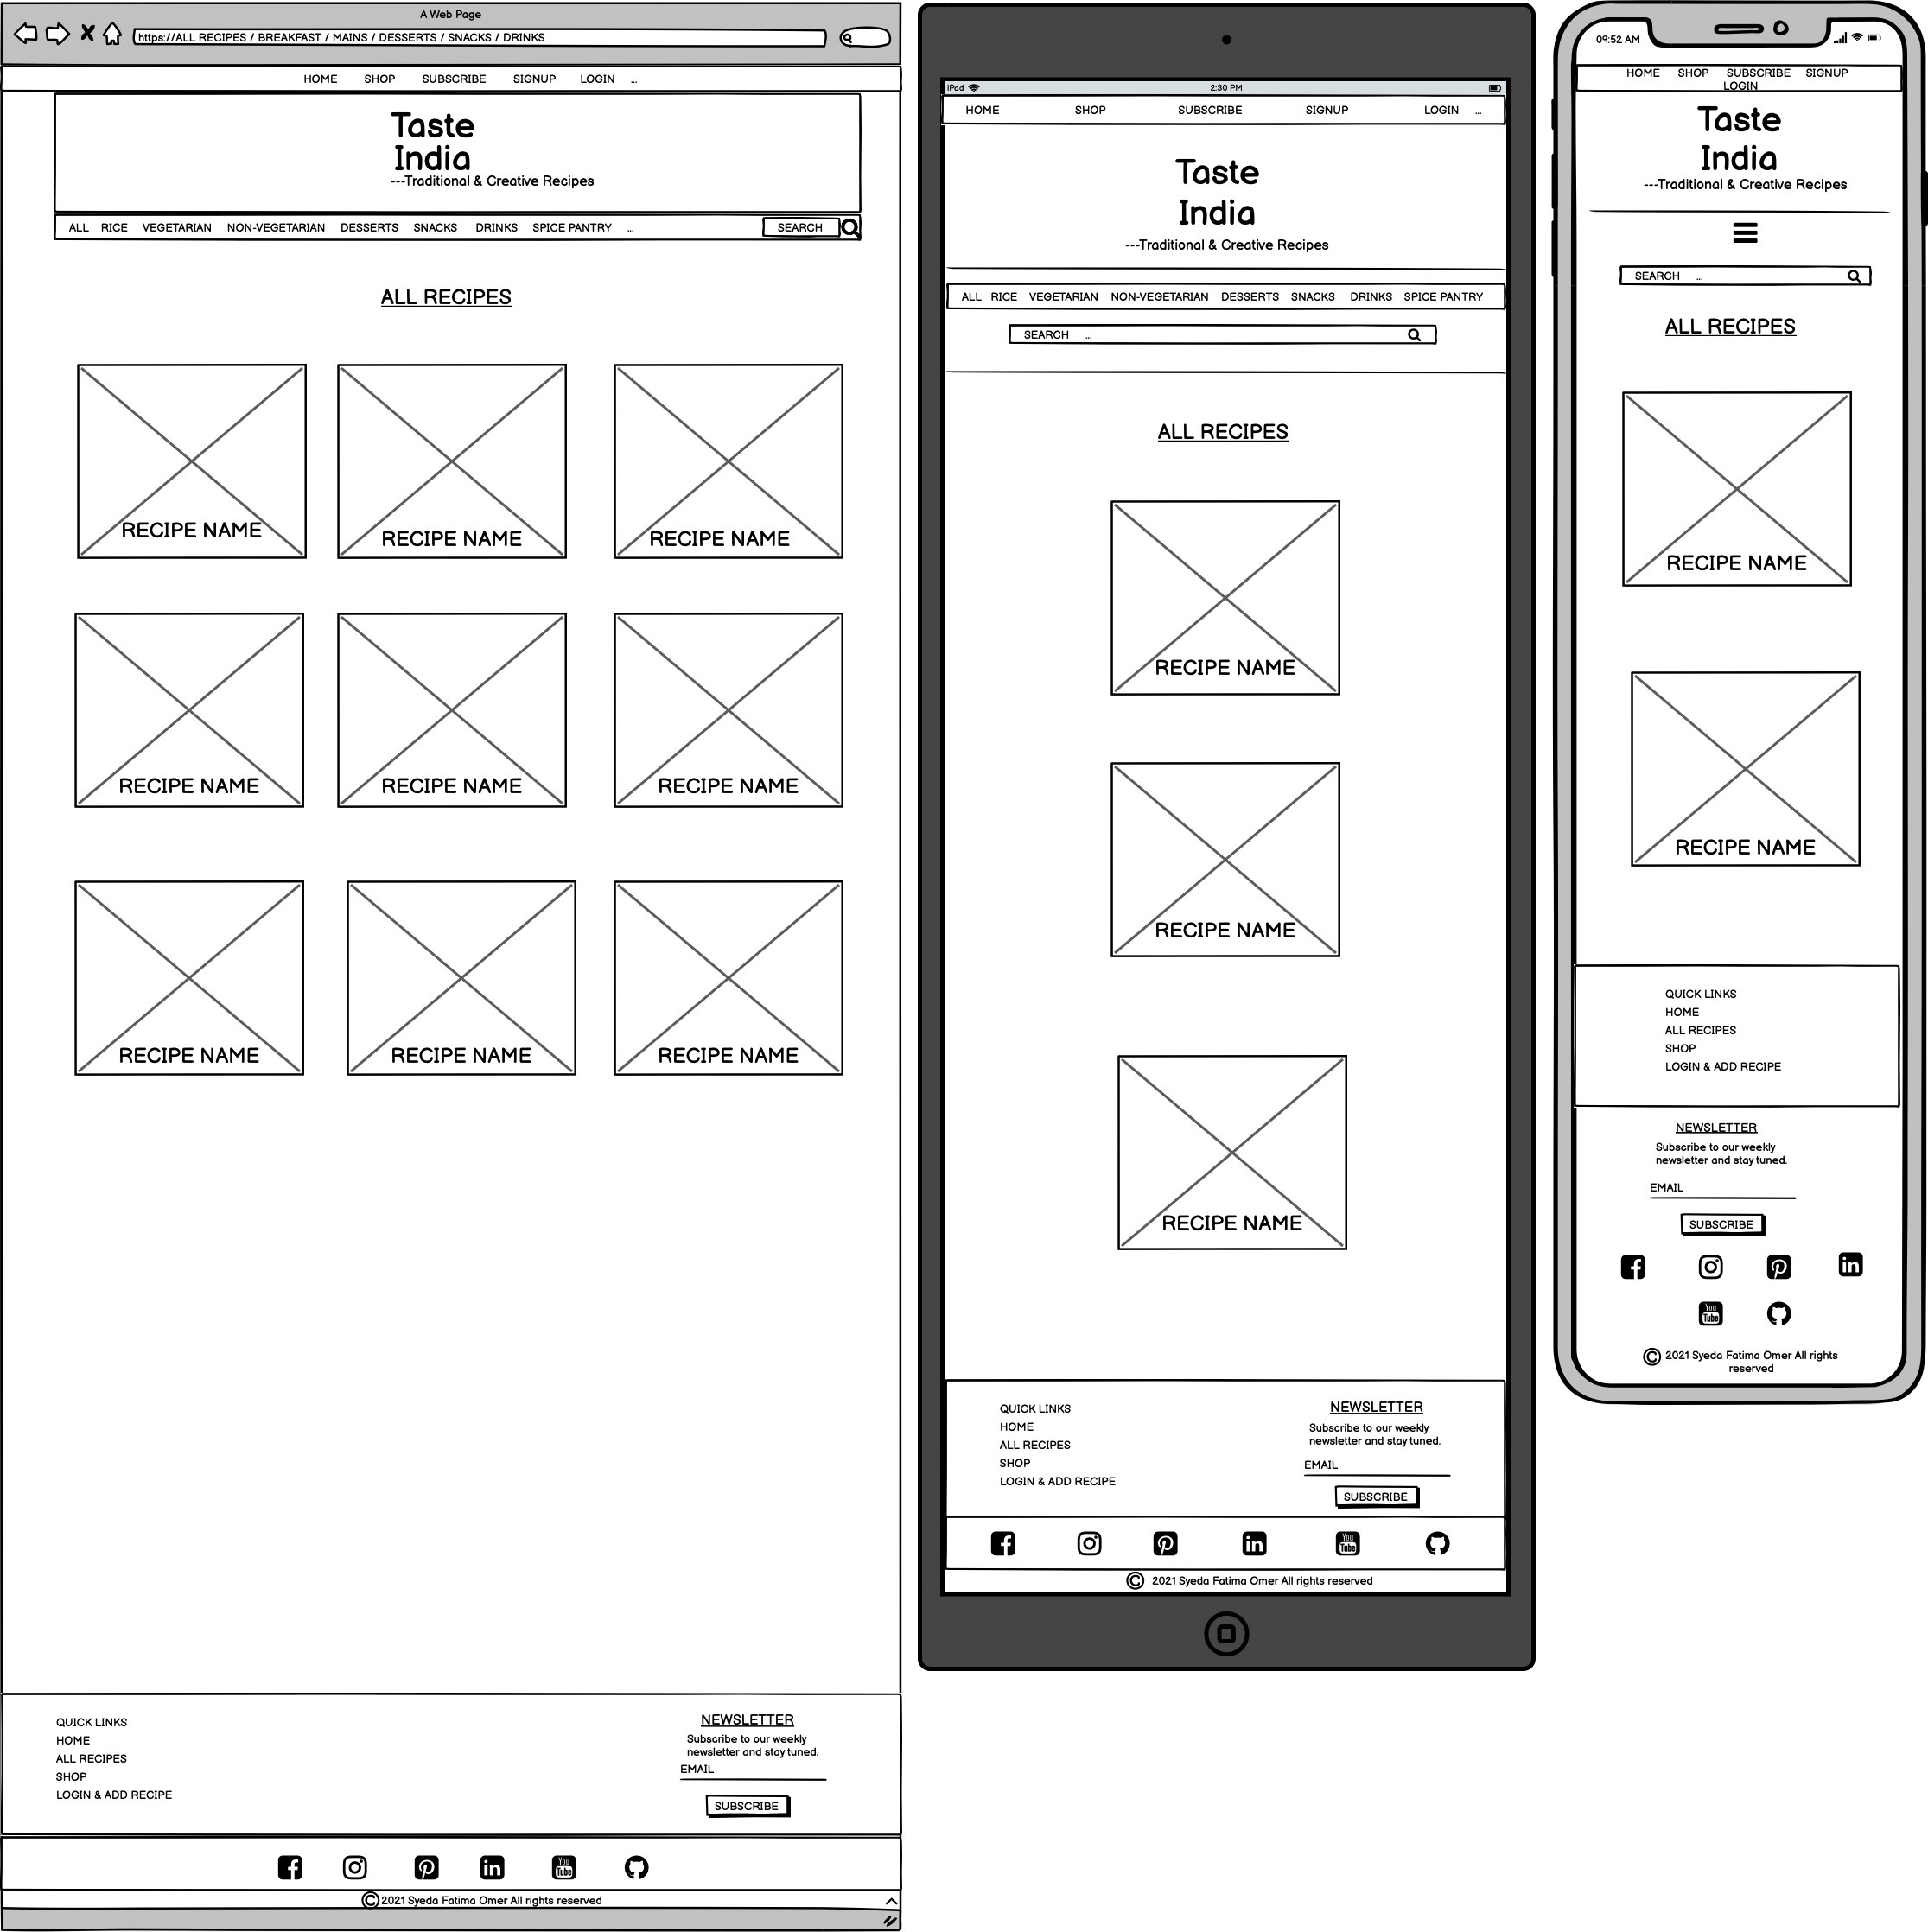 A Web Page
https://ALL RECIPES / BREAKFAST / MAINS / DESSERTS / SNACKS / DRINKS
HOME SHOP SUBSCRIBE SIGNUP LOGIN ...
Taste
India
---Traditional & Creative Recipes
ALL RICE VEGETARIAN NON-VEGETARIAN DESSERTS SNACKS DRINKS SPICE PANTRY ... SEARCH
ALL RECIPES
RECIPE NAME RECIPE NAME RECIPE NAME
RECIPE NAME RECIPE NAME RECIPE NAME
RECIPE NAME RECIPE NAME RECIPE NAME
QUICK LINKS
HOME
ALL RECIPES
SHOP
LOGIN & ADD RECIPE
NEWSLETTER
Subscribe to our weekly
newsletter and stay tuned.
EMAIL
SUBSCRIBE
You
Tube
© 2021 Syeda Fatima Omer All rights reserved
iPad 2:30 PM
HOME SHOP SUBSCRIBE SIGNUP LOGIN ...
Taste
India
---Traditional & Creative Recipes
ALL RICE VEGETARIAN NON-VEGETARIAN DESSERTS SNACKS DRINKS SPICE PANTRY
SEARCH ...
ALL RECIPES
RECIPE NAME
RECIPE NAME
RECIPE NAME
QUICK LINKS
HOME
ALL RECIPES
SHOP
LOGIN & ADD RECIPE
NEWSLETTER
Subscribe to our weekly
newsletter and stay tuned.
EMAIL
SUBSCRIBE
You
Tube
© 2021 Syeda Fatima Omer All rights reserved
09:52 AM
HOME SHOP SUBSCRIBE SIGNUP
LOGIN
Taste
India
---Traditional & Creative Recipes
SEARCH ...
ALL RECIPES
RECIPE NAME
RECIPE NAME
QUICK LINKS
HOME
ALL RECIPES
SHOP
LOGIN & ADD RECIPE
NEWSLETTER
Subscribe to our weekly
newsletter and stay tuned.
EMAIL
SUBSCRIBE
in
You
Tube
© 2021 Syeda Fatima Omer All rights
reserved